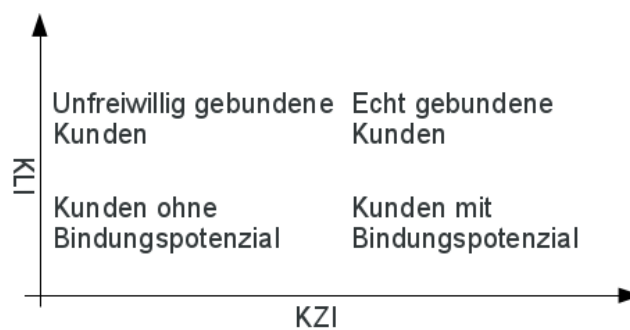 Unfreiwillig gebundene Kunden
Echt gebundene Kunden
KLI
Kunden ohne Bindungspotenzial
Kunden mit Bindungspotenzial
KZI